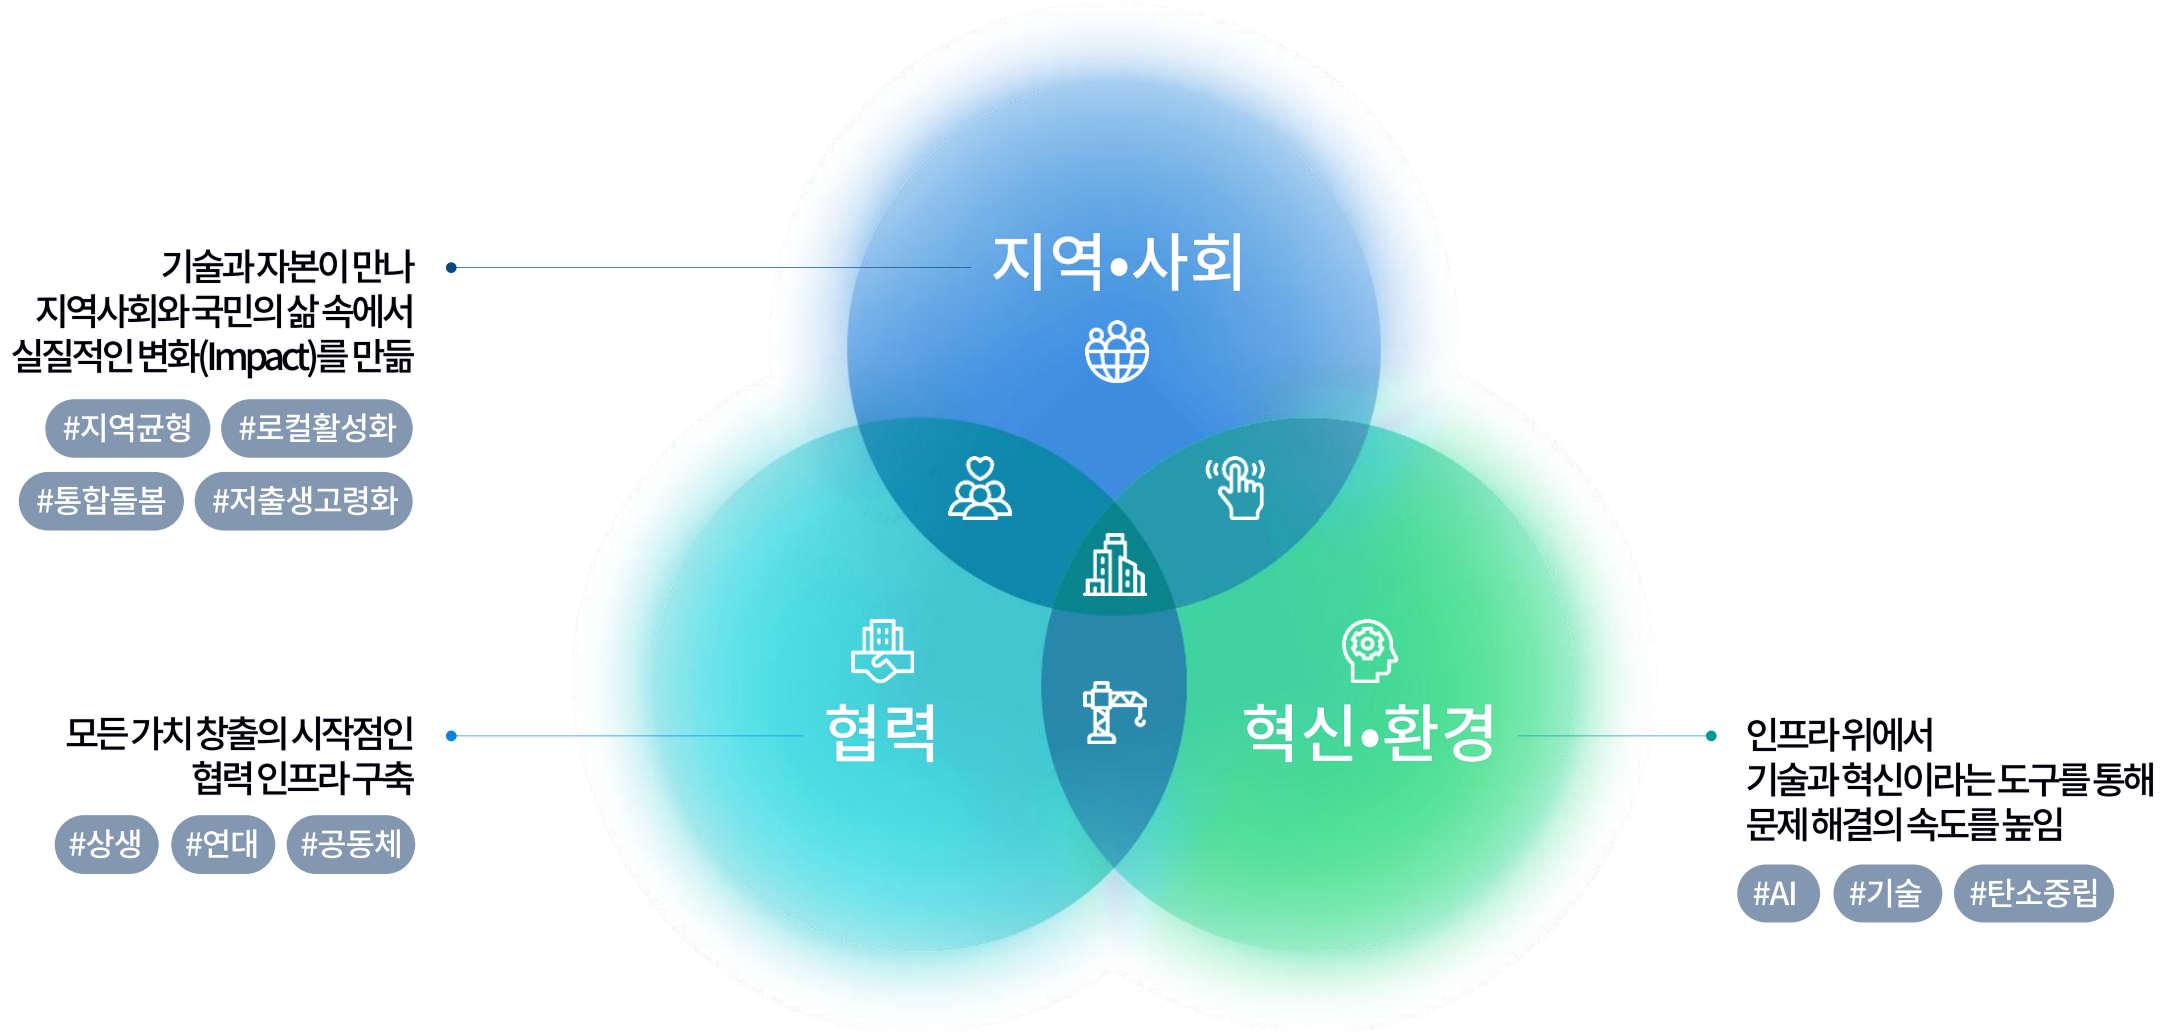 지역•사회
기술과 자본이 만나
지역사회와 국민의 삶 속에서
실질적인 변화(Impact)를 만듦
#지역균형 #로컬활성화
#통합돌봄 #저출생고령화
협력
모든 가치 창출의 시작점인
협력 인프라 구축
#상생 #연대 #공동체
혁신•환경
인프라 위에서
기술과 혁신이라는 도구를 통해
문제 해결의 속도를 높임
#AI #기술 #탄소중립